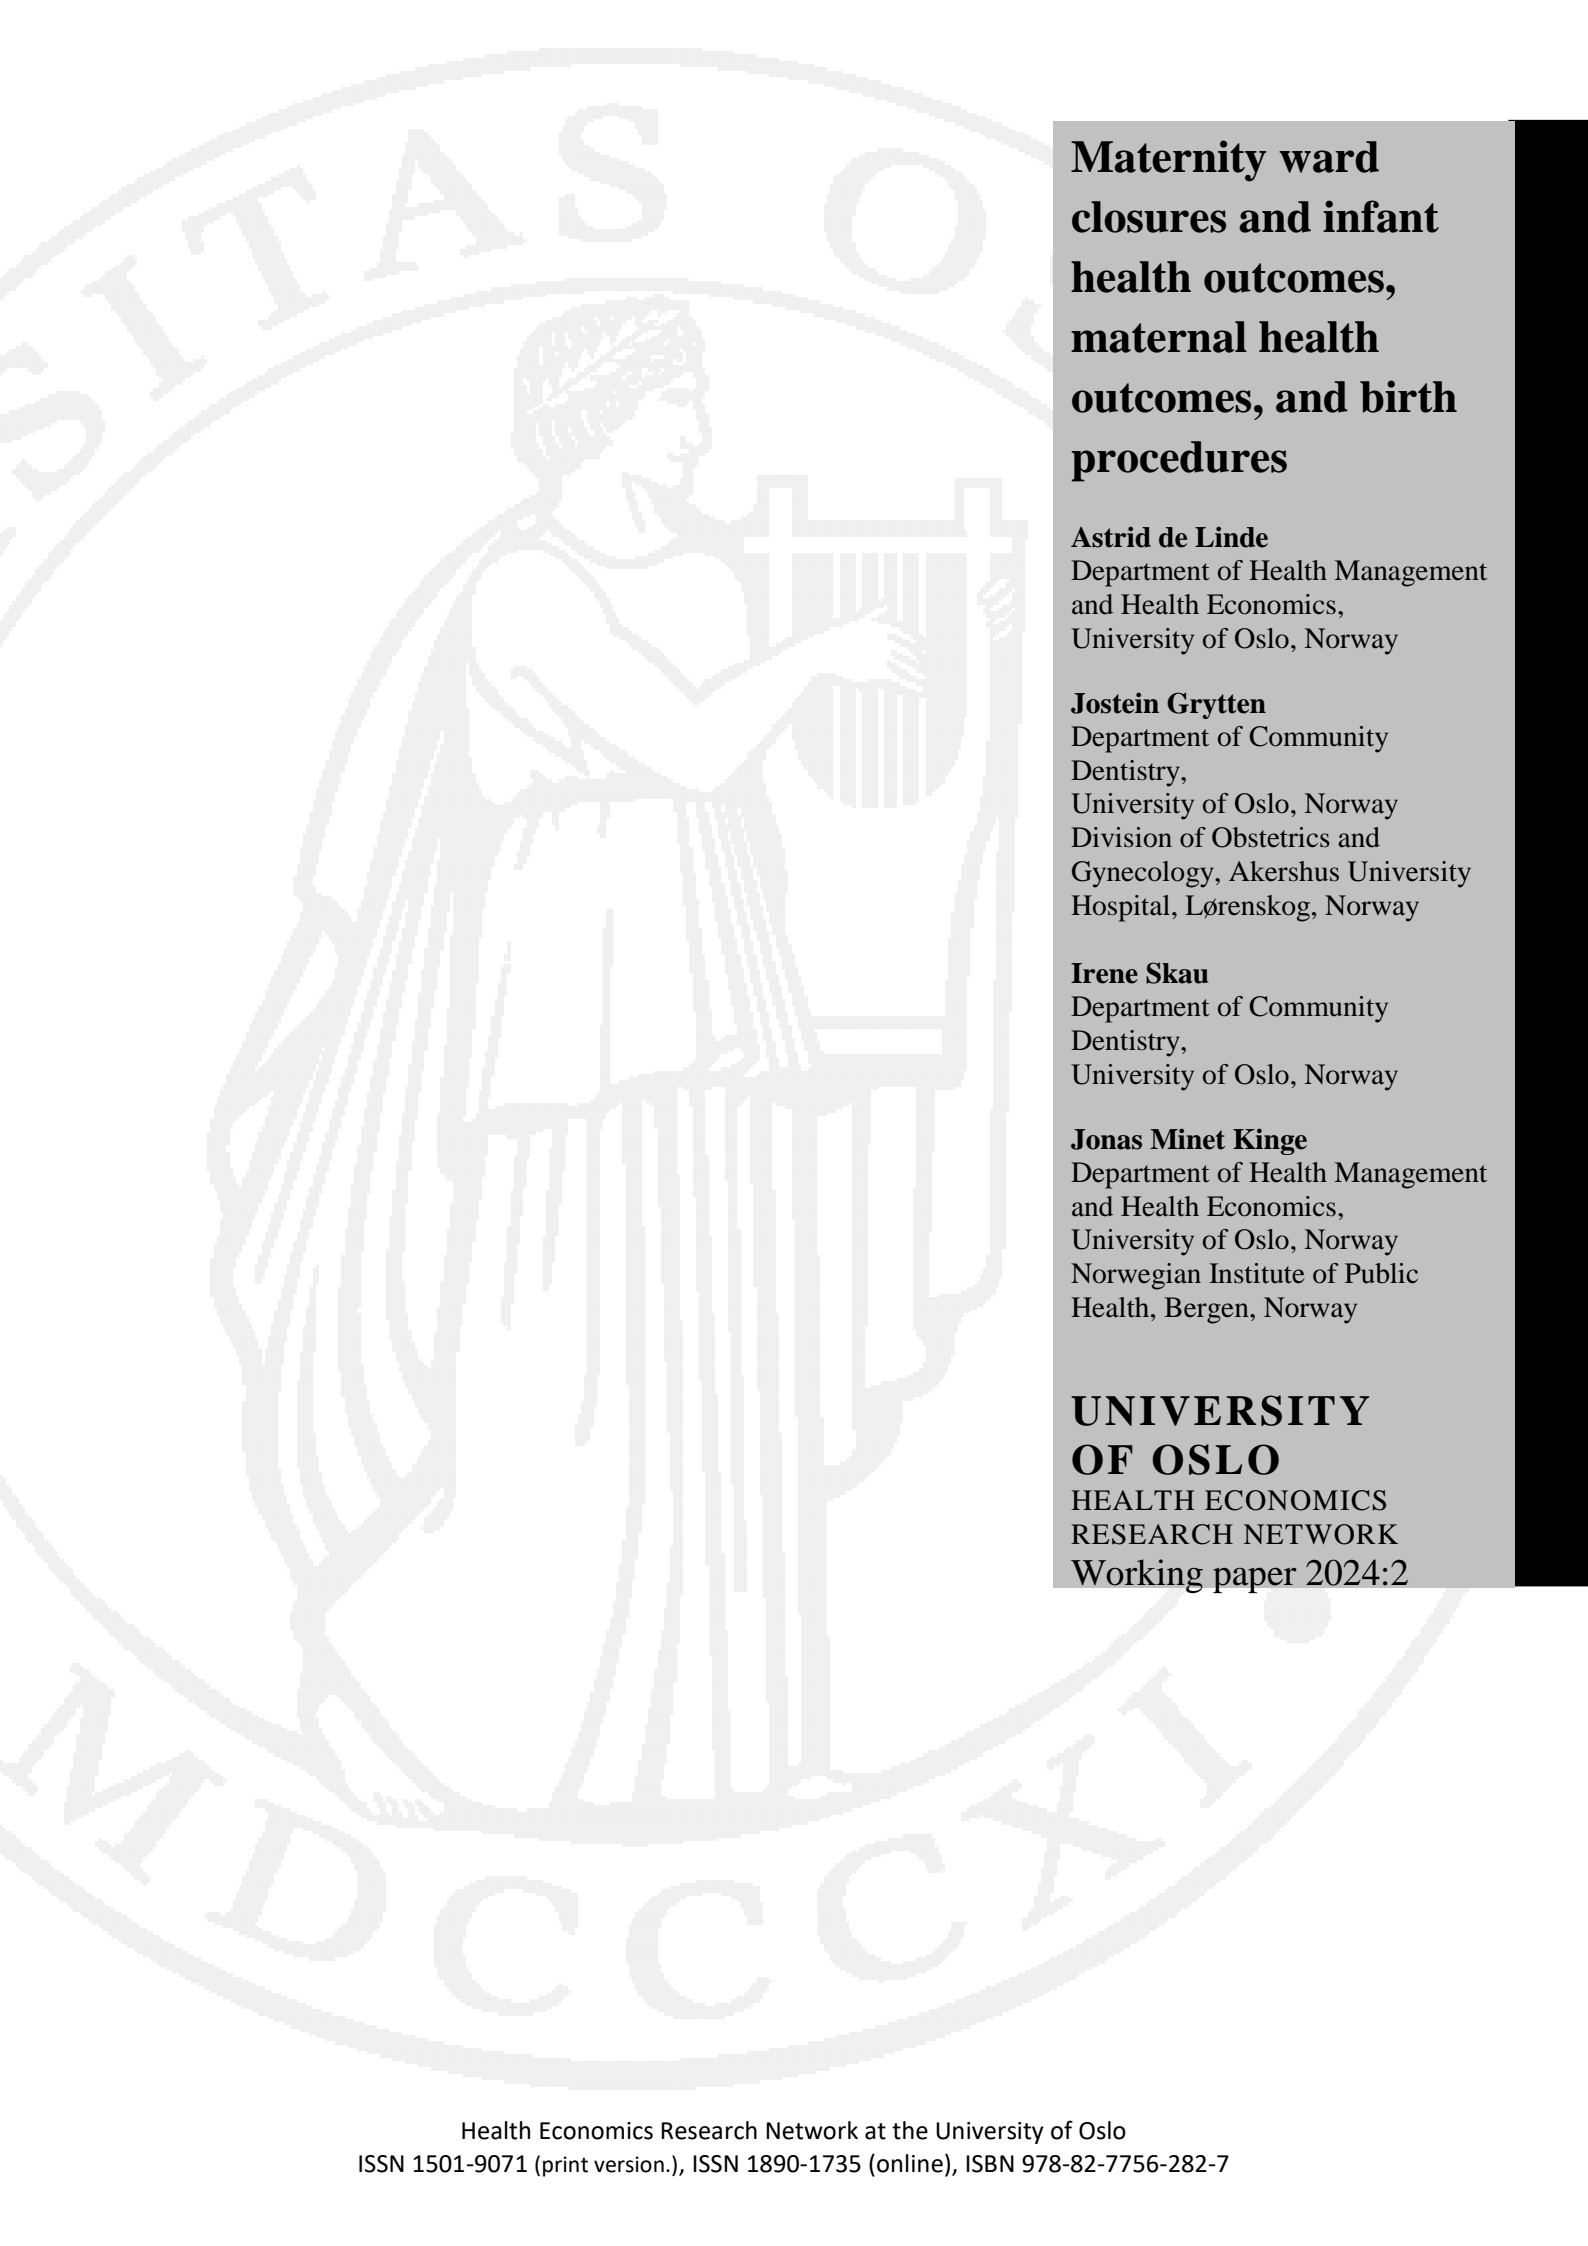 SITAS O
MDCCCXI
Maternity ward
closures and infant
health outcomes,
maternal health
outcomes, and birth
procedures
Astrid de Linde
Department of Health Management
and Health Economics,
University of Oslo, Norway
Jostein Grytten
Department of Community
Dentistry,
University of Oslo, Norway
Division of Obstetrics and
Gynecology, Akershus University
Hospital, Lørenskog, Norway
Irene Skau
Department of Community
Dentistry,
University of Oslo, Norway
Jonas Minet Kinge
Department of Health Management
and Health Economics,
University of Oslo, Norway
Norwegian Institute of Public
Health, Bergen, Norway
UNIVERSITY
OF OSLO
HEALTH ECONOMICS
RESEARCH NETWORK
Working paper 2024:2
Health Economics Research Network at the University of Oslo
ISSN 1501-9071 (print version.), ISSN 1890-1735 (online), ISBN 978-82-7756-282-7